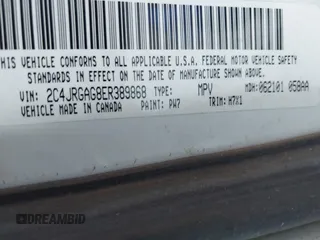 THIS VEHICLE CONFORMS TO ALL APPLICABLE U.S.A. FEDERAL MOTOR VEHICLE SAFETY
STANDARDS IN EFFECT ON THE DATE OF MANUFACTURE SHOWN ABOVE
VIN: 2C4JRGAG8ER389868 TYPE: MPV MDH: 062101 058AA
VEHICLE MADE IN CANADA PAINT: PW7 TRIM: H7X1
DREAMBID